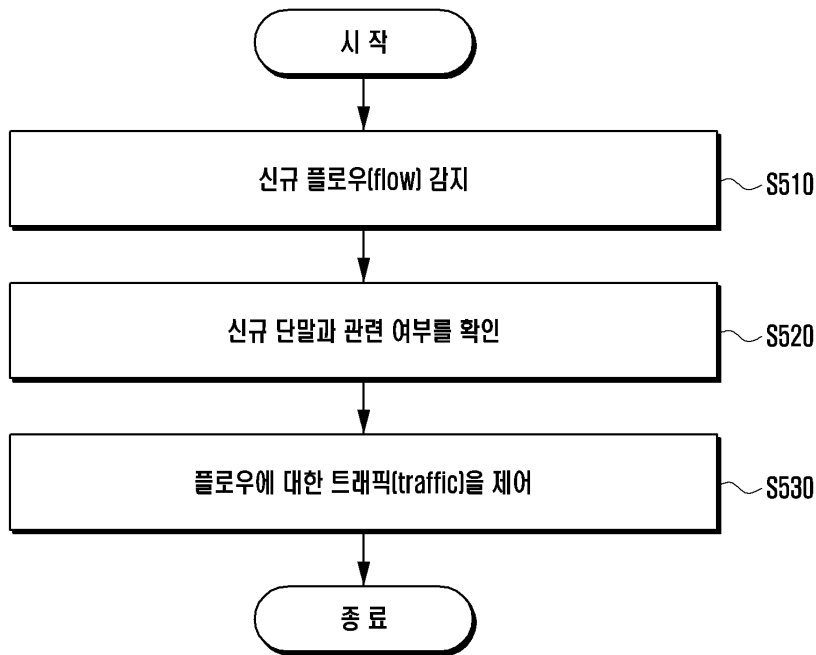 시 작
신규 플로우(flow) 감지
S510
신규 단말과 관련 여부를 확인
S520
플로우에 대한 트래픽(traffic)을 제어
S530
종 료